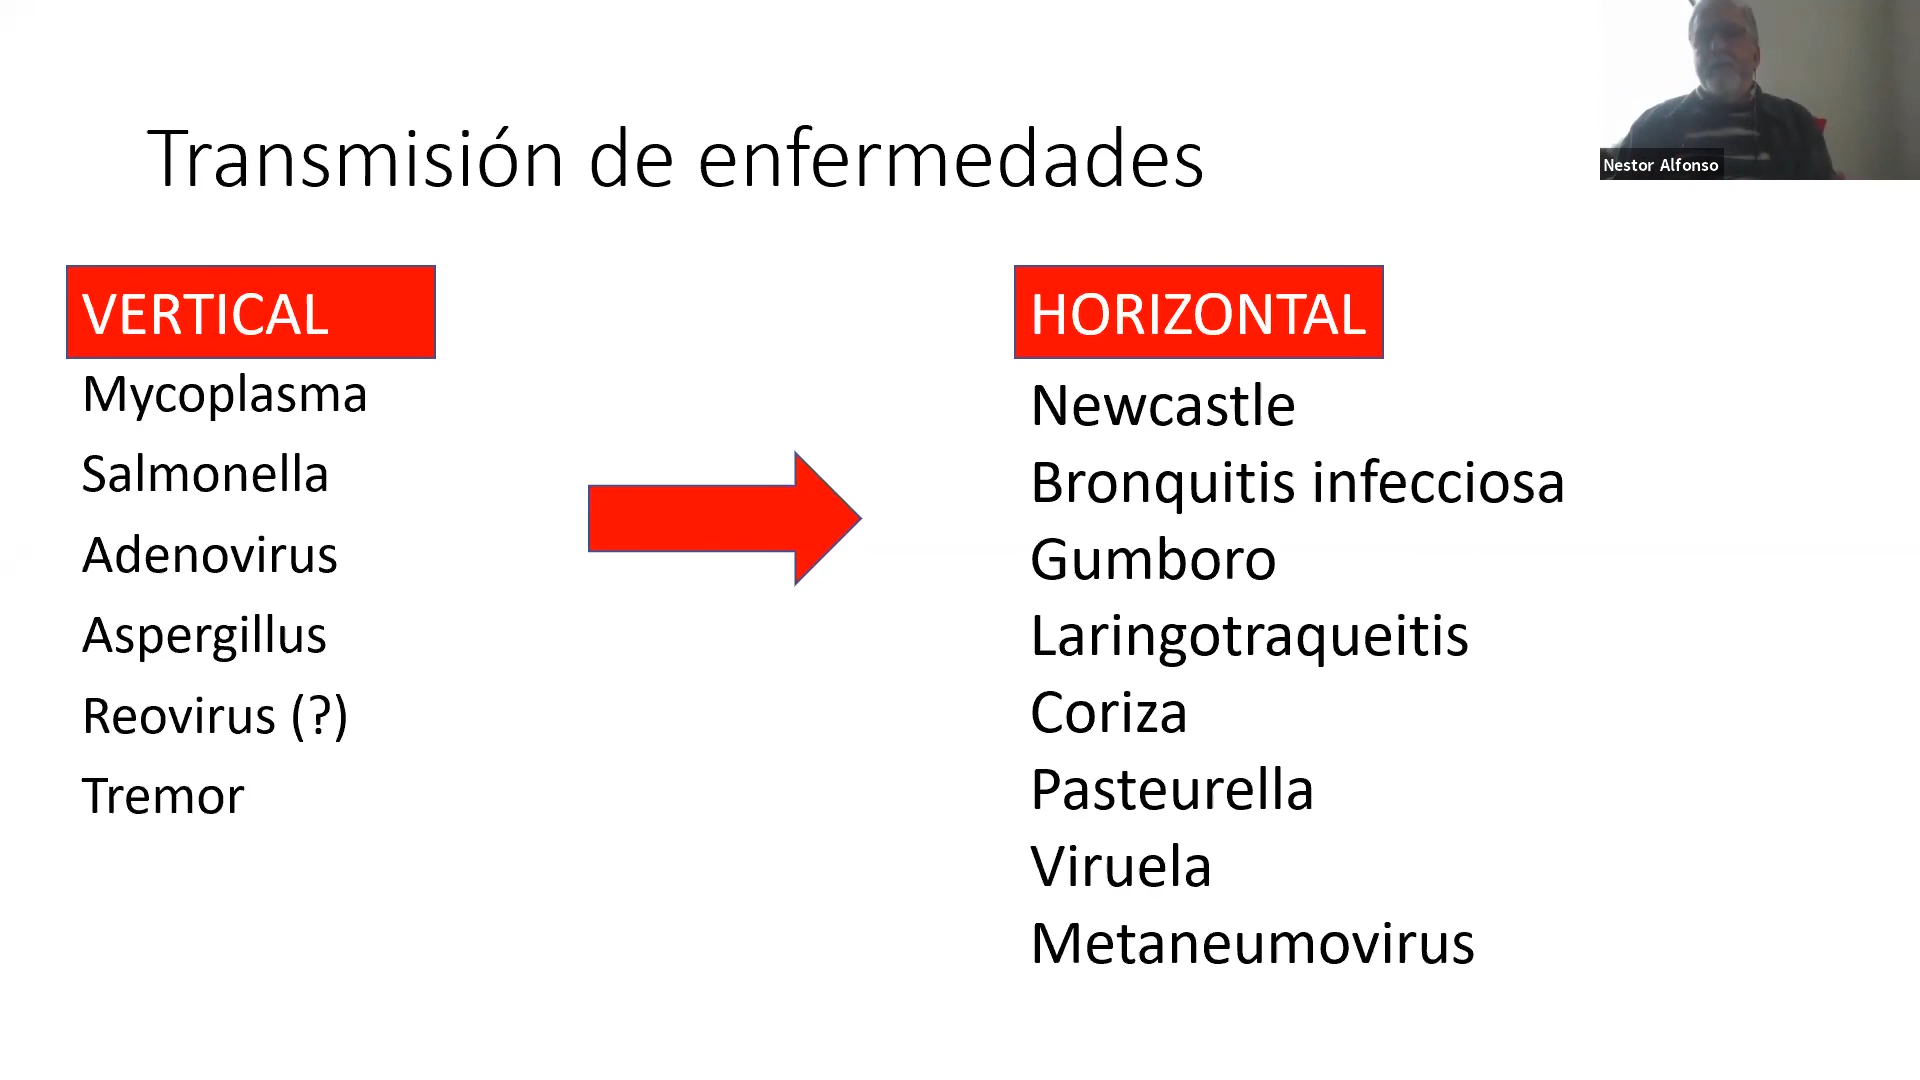 Transmisión de enfermedades
Nestor Alfonso
VERTICAL
Mycoplasma
Salmonella
Adenovirus
Aspergillus
Reovirus (?)
Tremor
HORIZONTAL
Newcastle
Bronquitis infecciosa
Gumboro
Laringotraqueitis
Coriza
Pasteurella
Viruela
Metaneumovirus